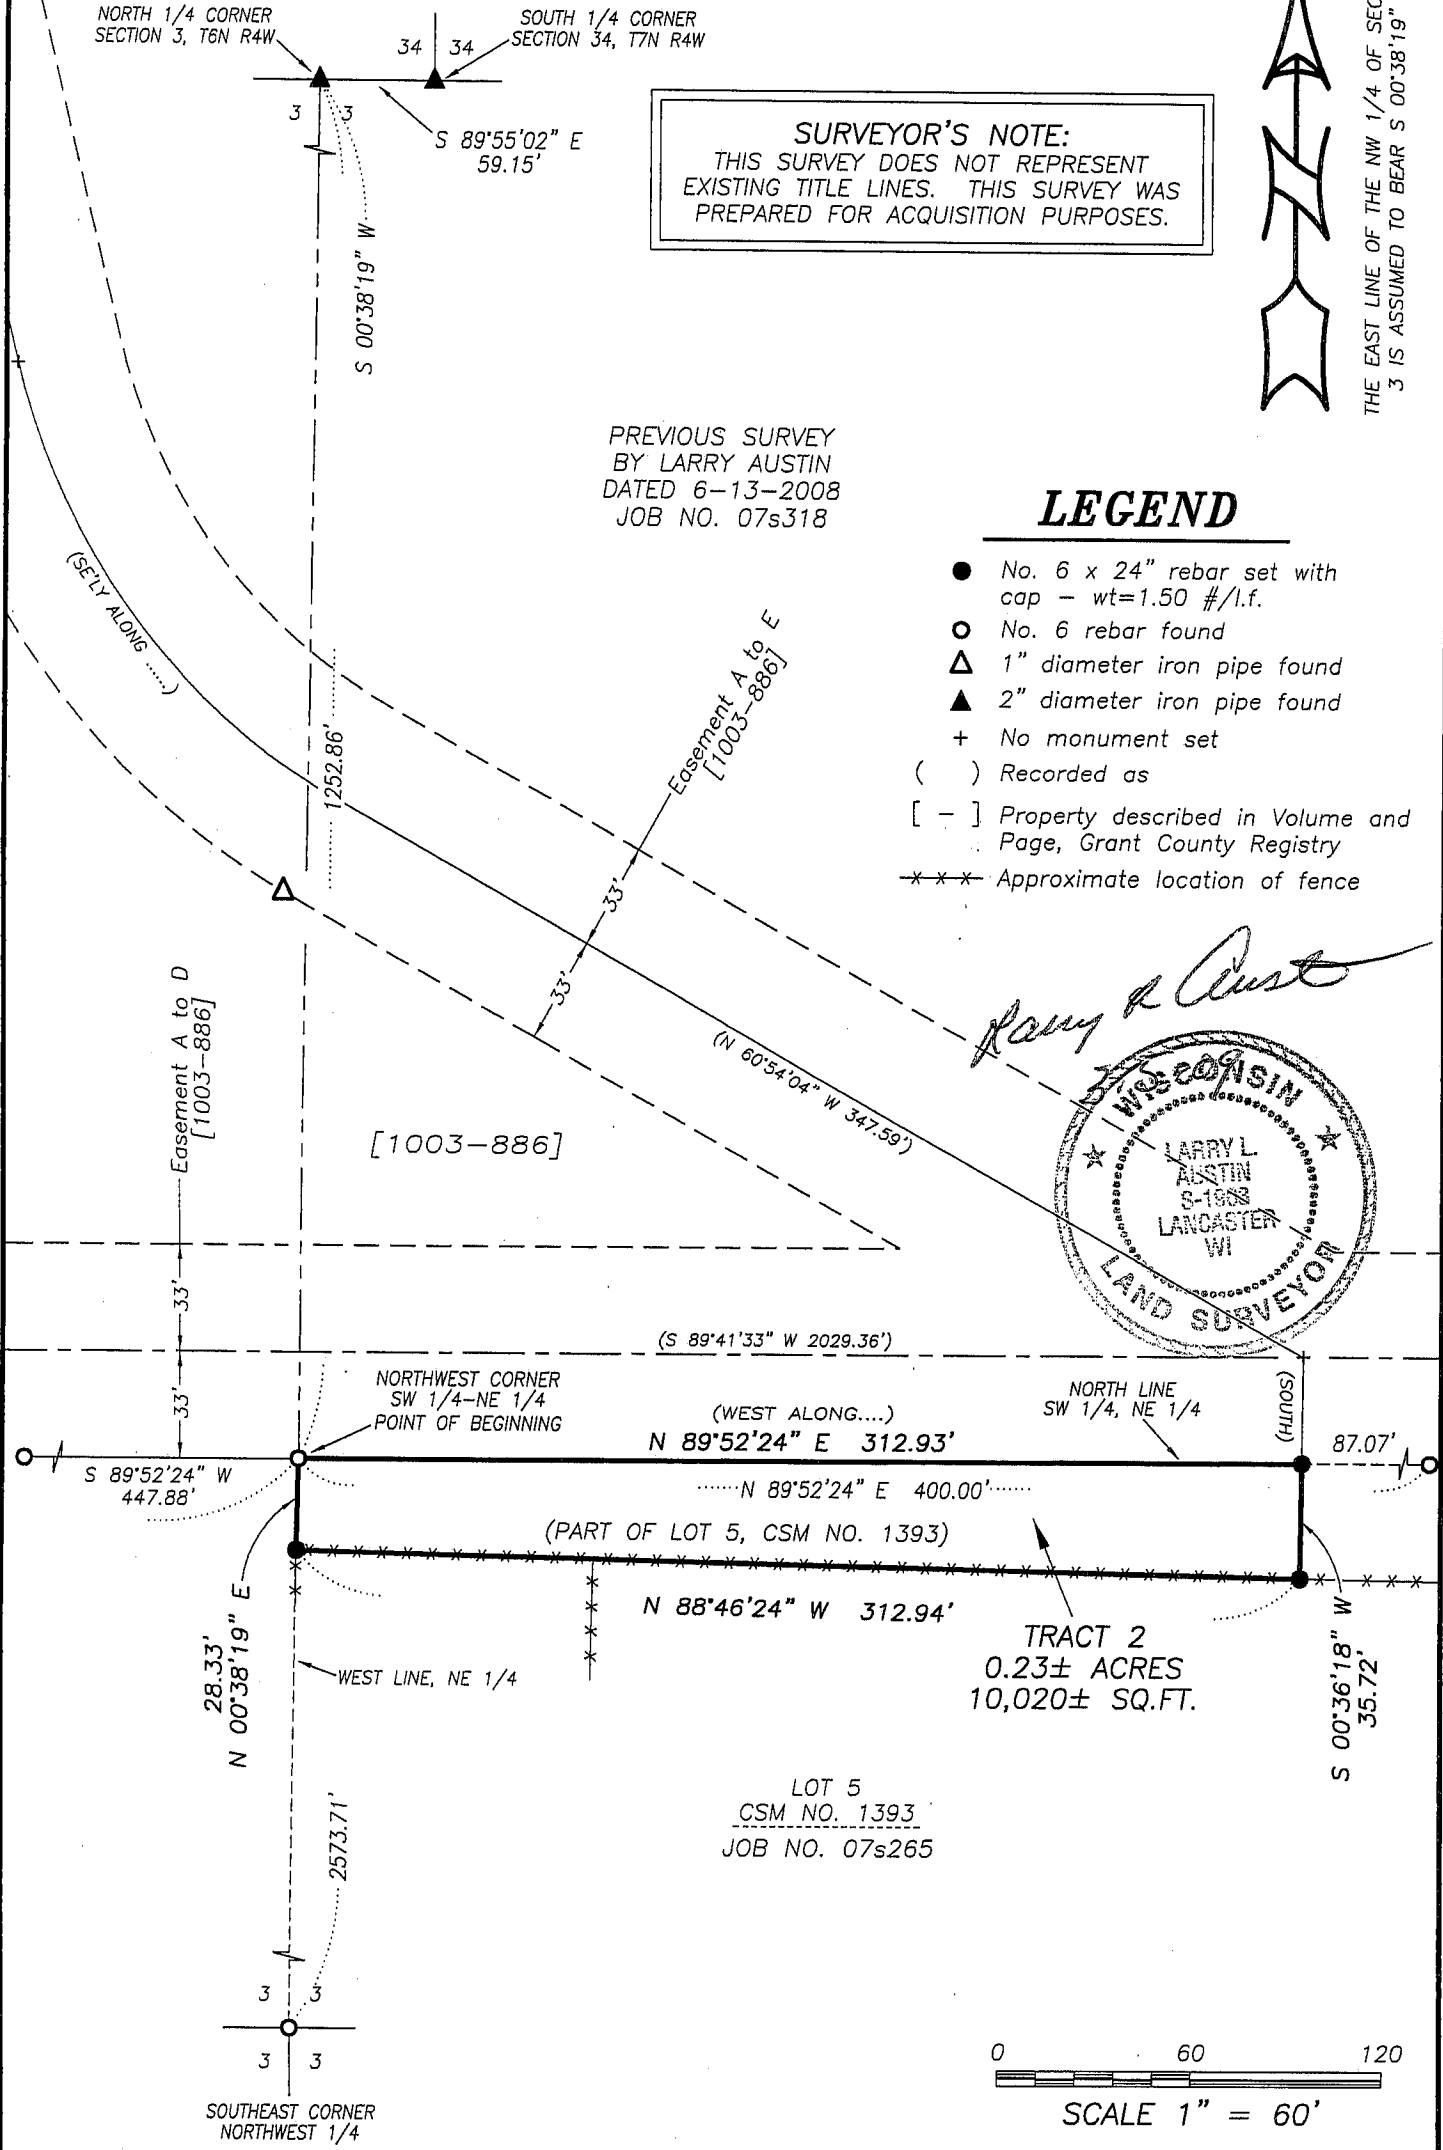 NORTH 1/4 CORNER
SECTION 3, T6N R4W
SOUTH 1/4 CORNER
SECTION 34, T7N R4W
34 34
3 3
S 89°55'02" E
59.15'
S 00°38'19" W
SURVEYOR'S NOTE:
THIS SURVEY DOES NOT REPRESENT
EXISTING TITLE LINES. THIS SURVEY WAS
PREPARED FOR ACQUISITION PURPOSES.
N
THE EAST LINE OF THE NW 1/4 OF
3 IS ASSUMED TO BEAR S 00°38'19"
PREVIOUS SURVEY
BY LARRY AUSTIN
DATED 6-13-2008
JOB NO. 07s318
LEGEND
No. 6 x 24" rebar set with
cap - wt=1.50 #/l.f.
No. 6 rebar found
1" diameter iron pipe found
2" diameter iron pipe found
+ No monument set
( ) Recorded as
[ - ] Property described in Volume and
Page, Grant County Registry
Approximate location of fence
(SE'LY ALONG ......)
1252.86'
Easement A to E
[1003-886]
33'
33'
Easement A to D
[1003-886]
[1003-886]
(N 60°54'04" W 347.59')
Larry R Aust
WISCONSIN
LARRY L.
AUSTIN
LANCASTER
WI
LAND SURVEYOR
33'
33'
(S 89°41'33" W 2029.36')
NORTHWEST CORNER
SW 1/4-NE 1/4
POINT OF BEGINNING
(WEST ALONG....)
N 89°52'24" E 312.93'
NORTH LINE
SW 1/4, NE 1/4
(SOUTH)
87.07'
S 89°52'24" W
447.88'
N 89°52'24" E 400.00'
(PART OF LOT 5, CSM NO. 1393)
N 88°46'24" W 312.94'
28.33'
N 00°38'19" E
WEST LINE, NE 1/4
TRACT 2
0.23± ACRES
10,020± SQ.FT.
S 00°36'18" W
35.72'
LOT 5
CSM NO. 1393
JOB NO. 07s265
2573.71'
3 3
3 3
SOUTHEAST CORNER
NORTHWEST 1/4
0 60 120
SCALE 1" = 60'